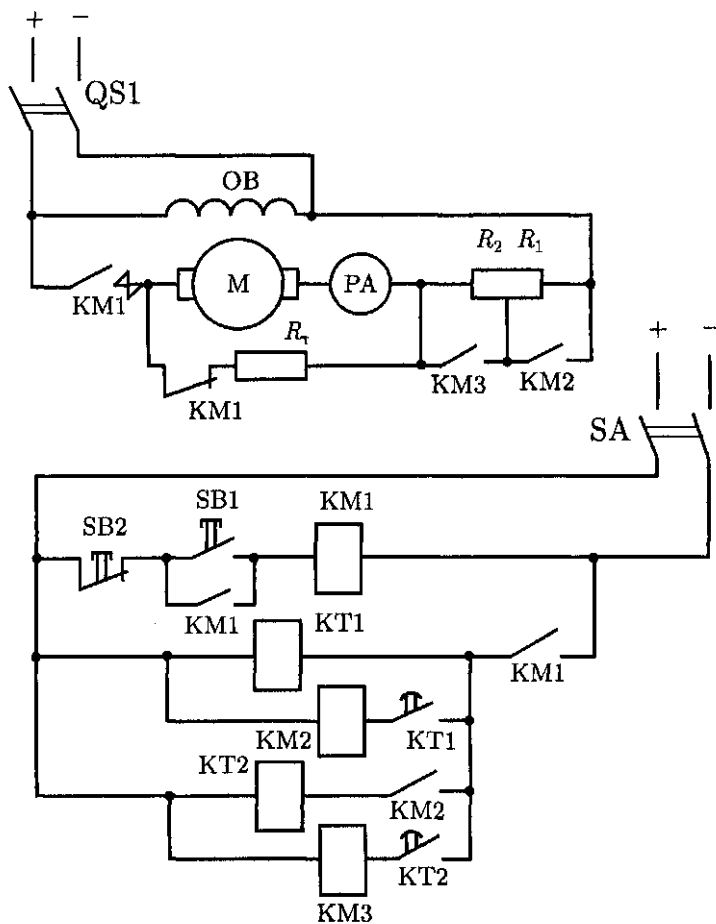 + −
QS1
OB
KM1
M
PA
R₂ R₁
KM1
Rт
KM3
KM2
+ −
SA
SB2
SB1
KM1
KM1
KT1
KM1
KM2
KT1
KT2
KM2
KM3
KT2